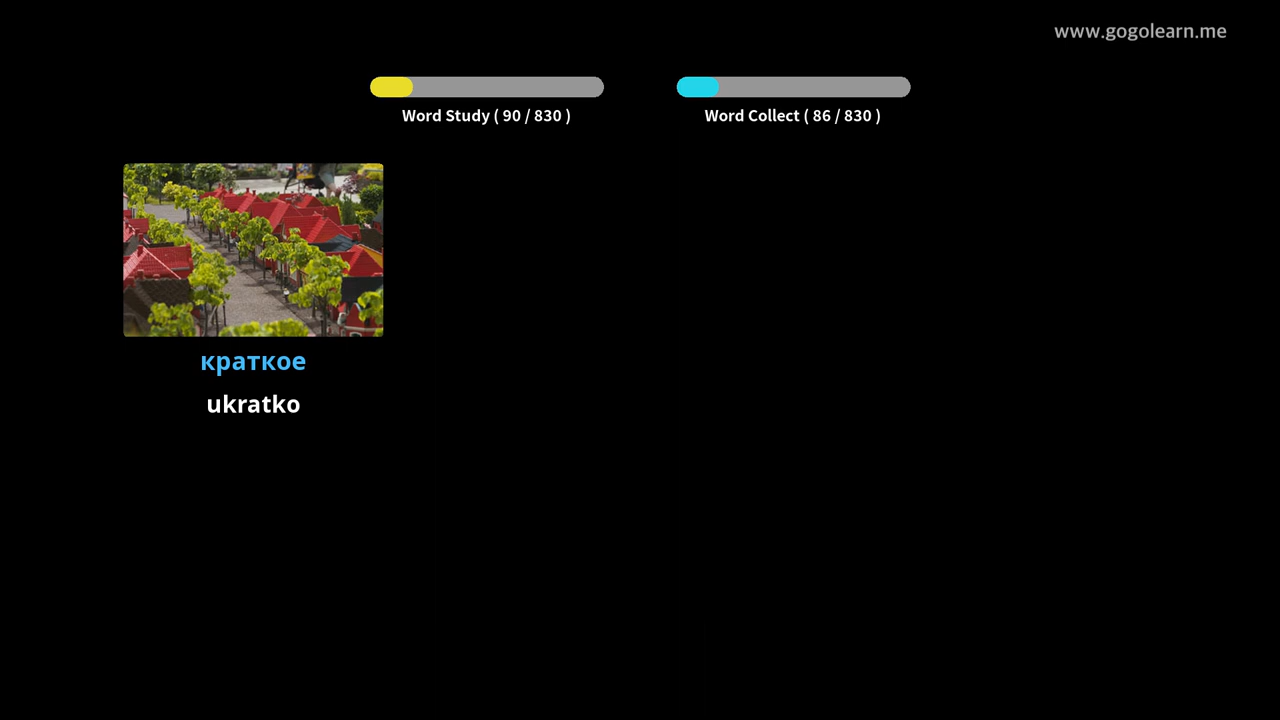 www.gogolearn.me
Word Study ( 90 / 830 )
Word Collect ( 86 / 830 )
краткое
ukratko